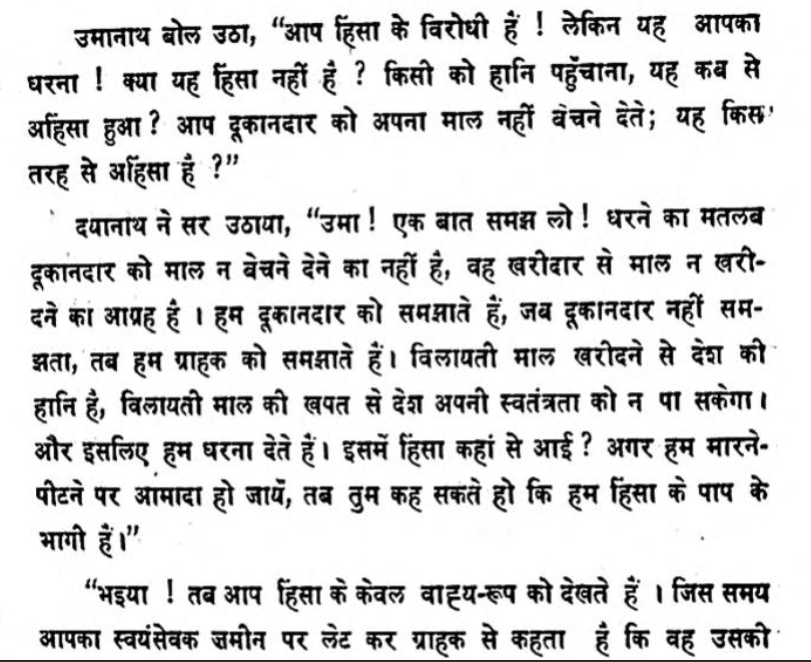 उमानाथ बोल उठा, “आप हिंसा के विरोधी हैं ! लेकिन यह आपका
धरना ! क्या यह हिंसा नहीं है ? किसी को हानि पहुँचाना, यह कब से
अहिंसा हुआ ? आप दूकानदार को अपना माल नहीं बेचने देते; यह किस
तरह से अहिंसा है ?”
दयानाथ ने सर उठाया, “उमा ! एक बात समझ लो ! धरने का मतलब
दूकानदार को माल न बेचने देने का नहीं है, वह खरीदार से माल न खरी-
दने का आग्रह है । हम दूकानदार को समझाते हैं, जब दूकानदार नहीं सम-
झता, तब हम ग्राहक को समझाते हैं। विलायती माल खरीदने से देश की
हानि है, विलायती माल की खपत से देश अपनी स्वतंत्रता को न पा सकेगा।
और इसलिए हम धरना देते हैं। इसमें हिंसा कहां से आई ? अगर हम मारने-
पीटने पर आमादा हो जायँ, तब तुम कह सकते हो कि हम हिंसा के पाप के
भागी हैं।”
“भइया ! तब आप हिंसा के केवल वाह्य-रूप को देखते हैं । जिस समय
आपका स्वयंसेवक जमीन पर लेट कर ग्राहक से कहता है कि वह उसकी